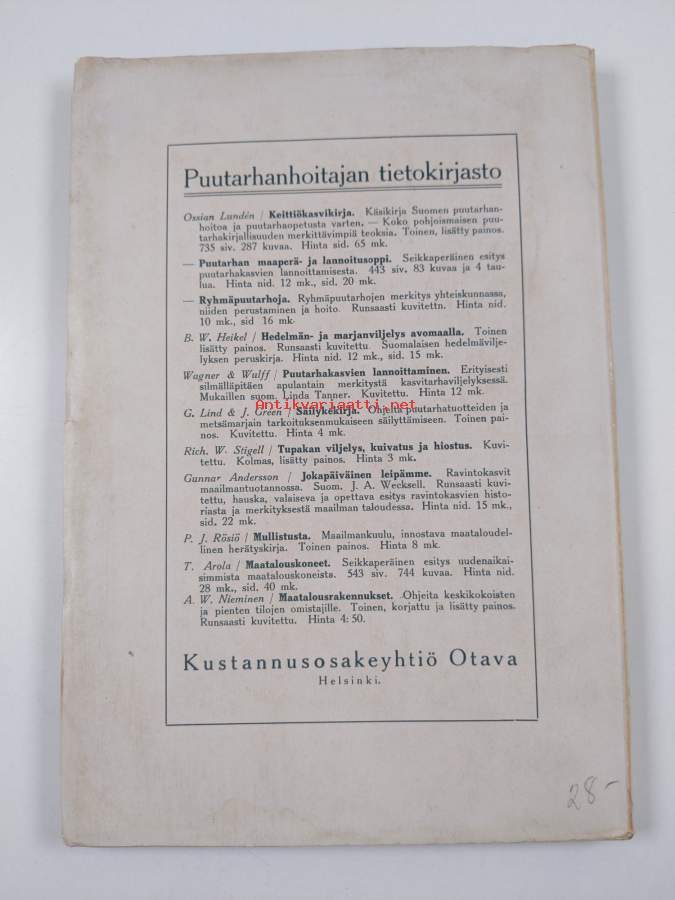 Puutarhanhoitajan tietokirjasto
Ossian Lundén / Keittiökasvikirja. Käsikirja Suomen puutarhan-
hoitoa ja puutarhaopetusta varten. — Koko pohjoismaisen puu-
tarhakirjallisuuden merkittävimpiä teoksia. Toinen, lisätty painos.
735 siv. 287 kuvaa. Hinta sid. 65 mk.
— Puutarhan maaperä- ja lannoitusoppi. Seikkaperäinen esitys
puutarhakasvien lannoittamisesta. 443 siv. 83 kuvaa ja 4 tau-
lua. Hinta nid. 12 mk., sid. 20 mk.
— Ryhmäpuutarhoja. Ryhmäpuutarhojen merkitys yhteiskunnassa,
niiden perustaminen ja hoito. Runsaasti kuvitettn. Hinta nid.
10 mk., sid 16 mk.
B. W. Heikel / Hedelmän- ja marjanviljelys avomaalla. Toinen
lisätty painos. Runsaasti kuvitettu. Suomalaisen hedelmävilje-
lyksen peruskirja. Hinta nid. 12 mk., sid. 15 mk.
Wagner & Wulff / Puutarhakasvien lannoittaminen. Erityisesti
silmälläpitäen apulantain merkitystä kasvitarhaviljelyksessä.
Mukaillen suom. Linda Tanner. Kuvitettu. Hinta 12 mk.
Antikvariaatti.net
G. Lind & J. Green / Säilykekirja. Ohjeita puutarhatuotteiden ja
metsämarjain tarkoituksenmukaiseen säilyttämiseen. Toinen pai-
nos. Kuvitettu. Hinta 4 mk.
Rich. W. Stigell / Tupakan viljelys, kuivatus ja hiostus. Kuvi-
tettu. Kolmas, lisätty painos. Hinta 3 mk.
Gunnar Andersson / Jokapäiväinen leipämme. Ravintokasvit
maailmantuotannossa. Suom. J. A. Wecksell. Runsaasti kuvi-
tettu, hauska, valaiseva ja opettava esitys ravintokasvien histo-
riasta ja merkityksestä maailman taloudessa. Hinta nid. 15 mk.,
sid. 22 mk.
P. J. Rösiö / Mullistusta. Maailmankuulu, innostava maataloudel-
linen herätyskirja. Toinen painos. Hinta 8 mk.
T. Arola / Maatalouskoneet. Seikkaperäinen esitys uudenaikai-
simmista maatalouskoneista. 543 siv. 744 kuvaa. Hinta nid.
28 mk., sid. 40 mk.
A. W. Nieminen / Maatalousrakennukset. Ohjeita keskikokoisten
ja pienten tilojen omistajille. Toinen, korjattu ja lisätty painos.
Runsaasti kuvitettu. Hinta 4:50.
Kustannusosakeyhtiö Otava
Helsinki.
28-